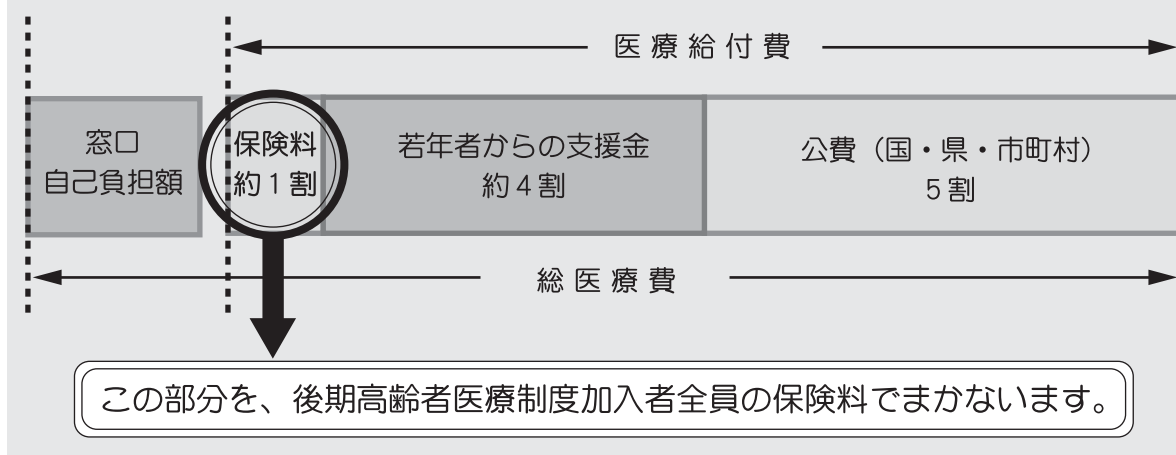 医療給付費
窓口
自己負担額
保険料
約1割
若年者からの支援金
約4割
公費（国・県・市町村）
5割
総医療費
この部分を、後期高齢者医療制度加入者全員の保険料でまかないます。